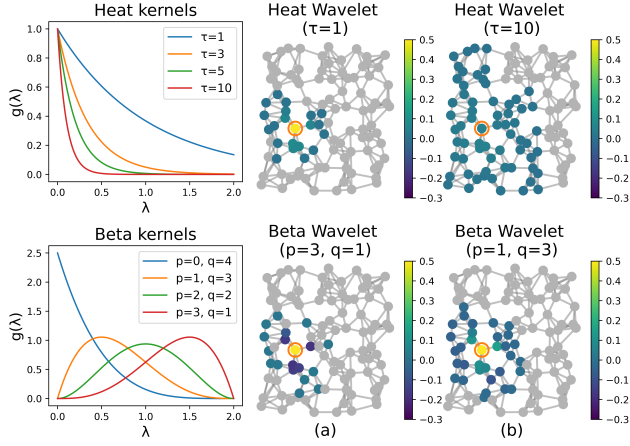 Heat kernels
1.0
0.8
0.6
0.4
0.2
0.0
g(λ)
τ=1
τ=3
τ=5
τ=10
0.0 0.5 1.0 1.5 2.0
λ
Heat Wavelet
(τ=1)
0.5
0.4
0.3
0.2
0.1
0.0
−0.1
−0.2
−0.3
Heat Wavelet
(τ=10)
0.5
0.4
0.3
0.2
0.1
0.0
−0.1
−0.2
−0.3
Beta kernels
2.5
2.0
1.5
1.0
0.5
0.0
g(λ)
p=0, q=4
p=1, q=3
p=2, q=2
p=3, q=1
0.0 0.5 1.0 1.5 2.0
λ
Beta Wavelet
(p=3, q=1)
0.5
0.4
0.3
0.2
0.1
0.0
−0.1
−0.2
−0.3
(a)
Beta Wavelet
(p=1, q=3)
0.5
0.4
0.3
0.2
0.1
0.0
−0.1
−0.2
−0.3
(b)